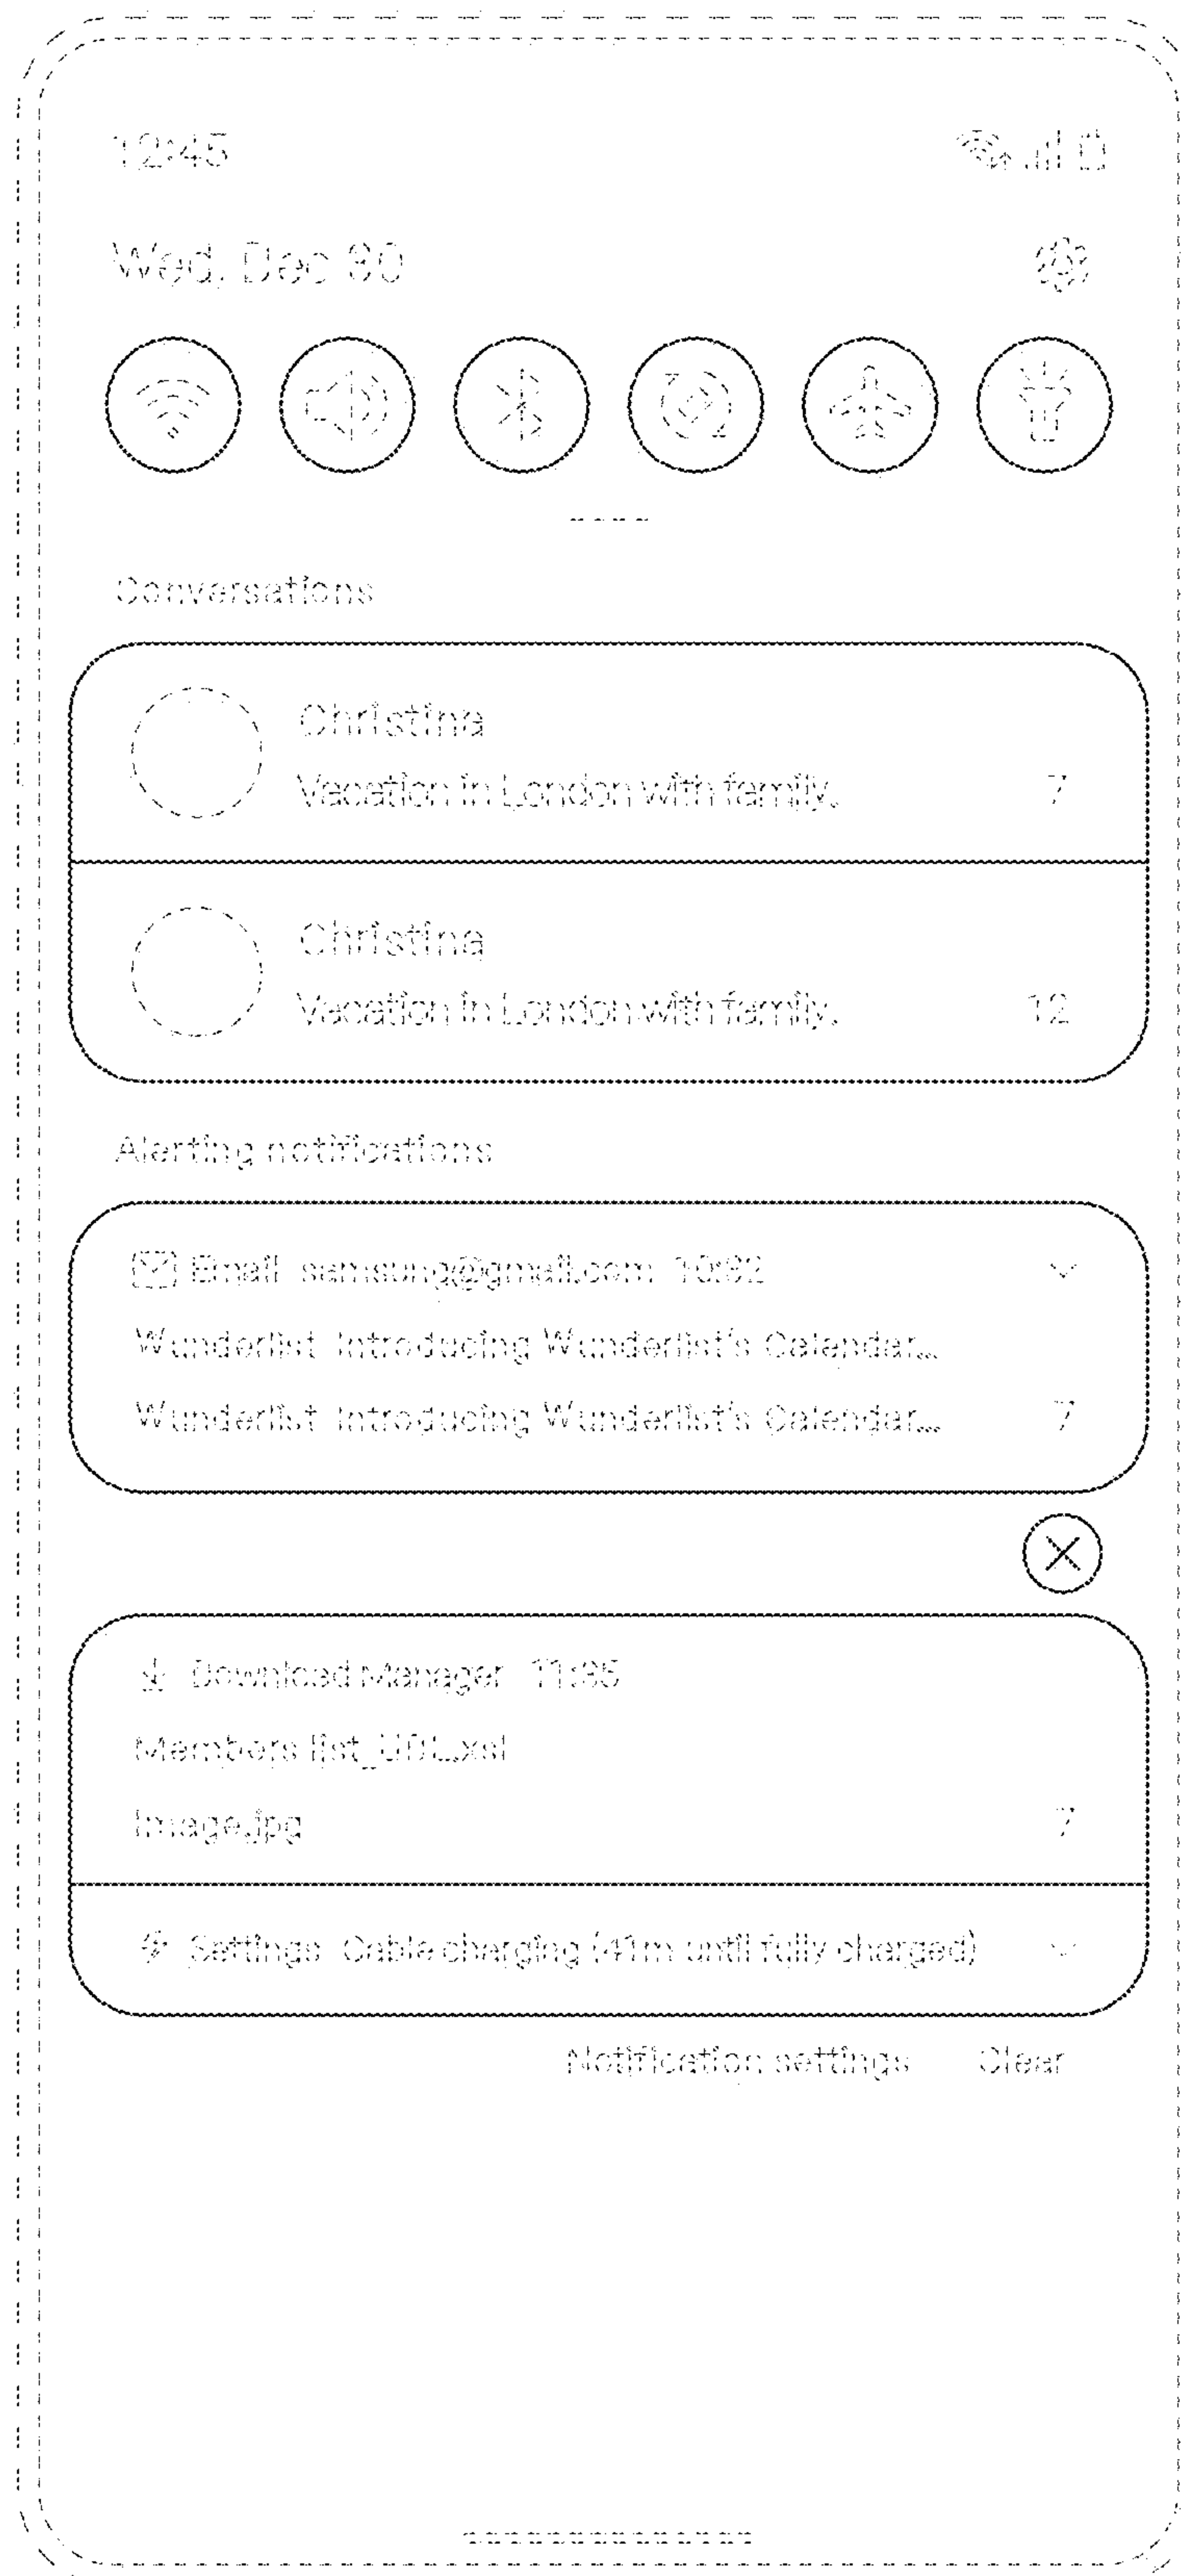 12:45
Wed, Dec 30
Conversations
Christina
Vacation in London with family.
7
Christina
Vacation in London with family.
12
Alerting notifications
Email samsung@gmail.com
Wunderlist Introducing Wunderlist's Calendar...
Wunderlist Introducing Wunderlist's Calendar... 7
Download Manager
Members list_
Image.jpg 7
Settings Cable charging (41m until fully charged)
Notification settings Clear